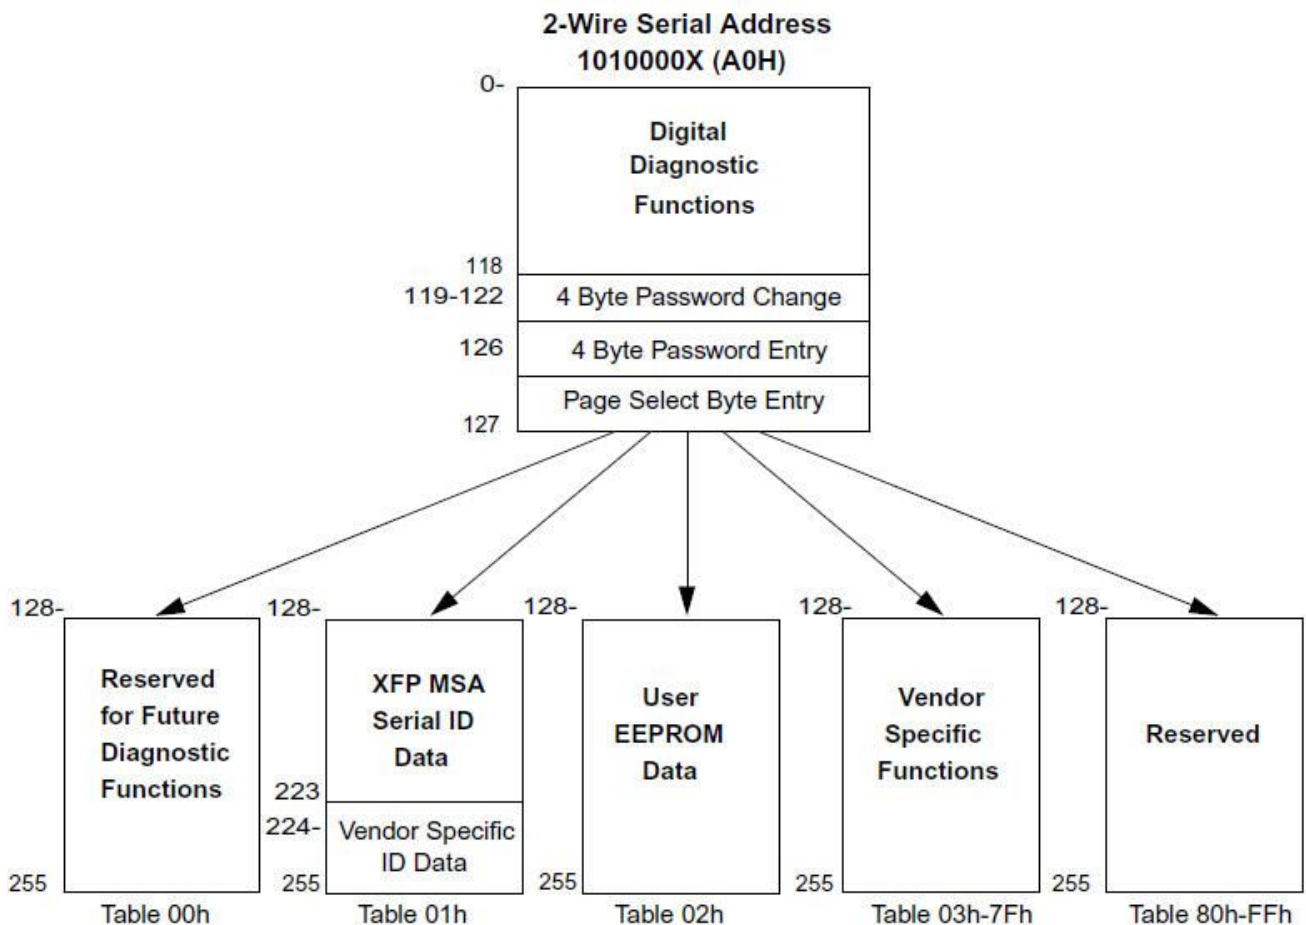 2-Wire Serial Address
1010000X (A0H)
0-
Digital
Diagnostic
Functions
118
119-122
4 Byte Password Change
126
4 Byte Password Entry
Page Select Byte Entry
127
128-
128-
128-
128-
128-
Reserved
for Future
Diagnostic
Functions
XFP MSA
Serial ID
Data
223
224-
Vendor Specific
ID Data
User
EEPROM
Data
Vendor
Specific
Functions
Reserved
255
255
255
255
255
Table 00h
Table 01h
Table 02h
Table 03h-7Fh
Table 80h-FFh